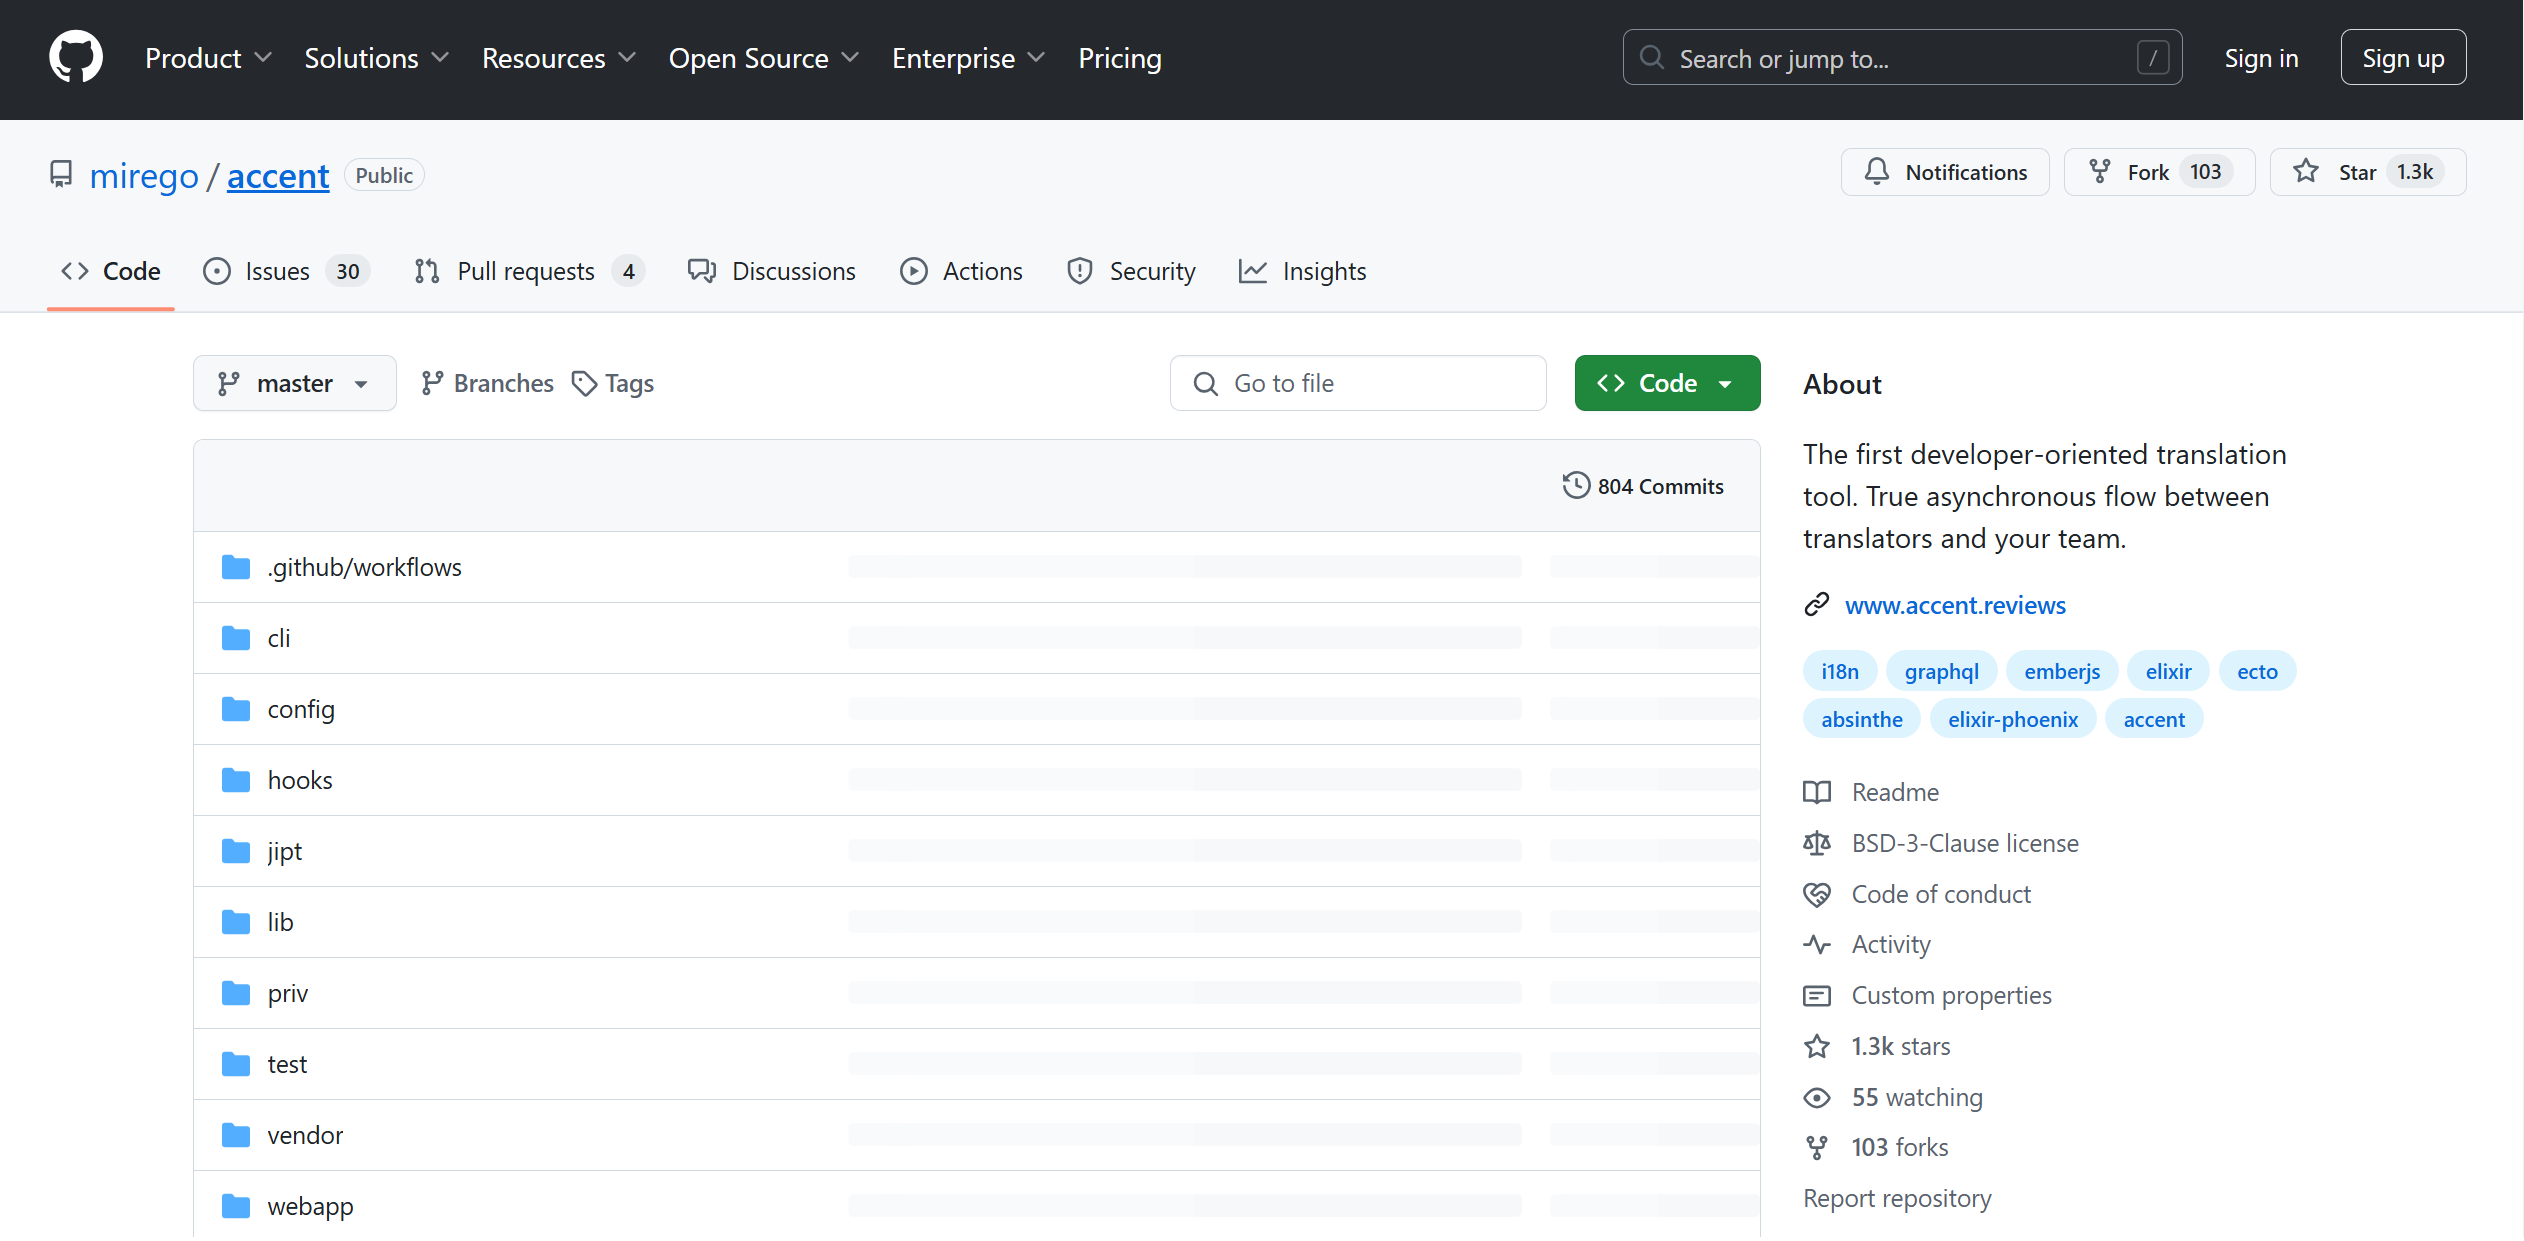 Product Solutions Resources Open Source Enterprise Pricing Search or jump to... / Sign in Sign up
mirego / accent Public Notifications Fork 103 Star 1.3k
Code Issues 30 Pull requests 4 Discussions Actions Security Insights
master Branches Tags Go to file Code
804 Commits
.github/workflows
cli
config
hooks
jipt
lib
priv
test
vendor
webapp
About
The first developer-oriented translation
tool. True asynchronous flow between
translators and your team.
www.accent.reviews
i18n graphql emberjs elixir ecto
absinthe elixir-phoenix accent
Readme
BSD-3-Clause license
Code of conduct
Activity
Custom properties
1.3k stars
55 watching
103 forks
Report repository